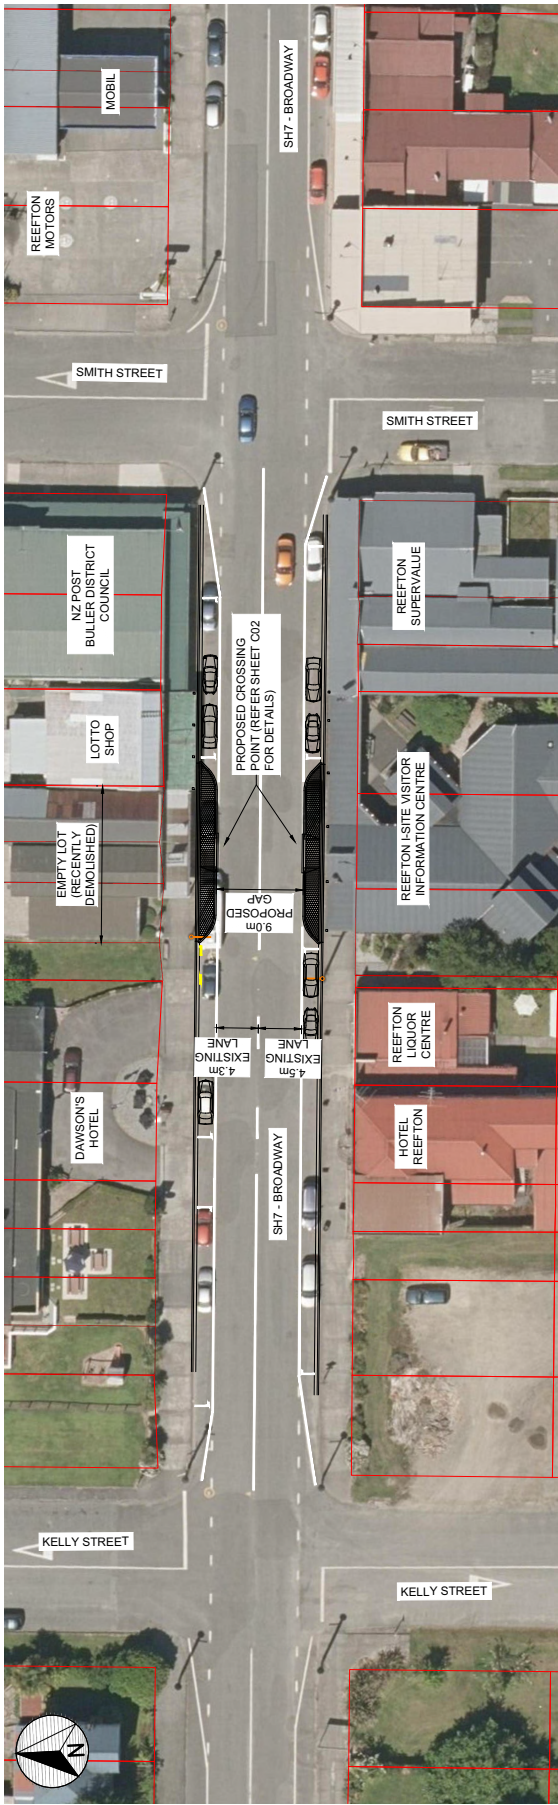 MOBIL
REEFTON
MOTORS
SH7 - BROADWAY
SMITH STREET
SMITH STREET
NZ POST
BULLER DISTRICT
COUNCIL
REEFTON
SUPERVALUE
LOTTO
SHOP
PROPOSED CROSSING
POINT (REFER SHEET C02
FOR DETAILS)
EMPTY LOT
(RECENTLY
DEMOLISHED)
REEFTON I-SITE VISITOR
INFORMATION CENTRE
9.0m
PROPOSED
GAP
4.3m
EXISTING
LANE
4.5m
EXISTING
LANE
REEFTON
LIQUOR
CENTRE
DAWSON'S
HOTEL
HOTEL
REEFTON
SH7 - BROADWAY
KELLY STREET
KELLY STREET
N